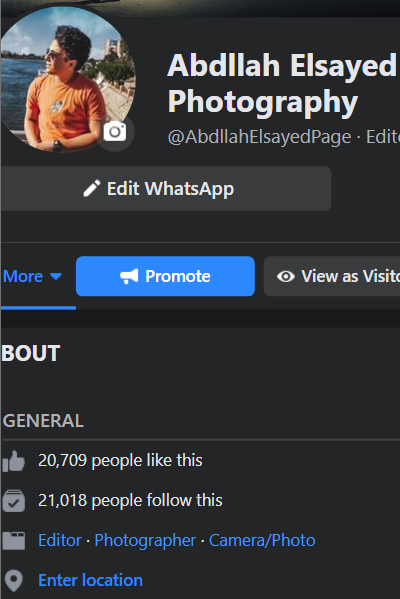 Abdllah Elsayed
Photography
@AbdllahElsayedPage · Edito
Edit WhatsApp
More
Promote
View as Visito
BOUT
GENERAL
20,709 people like this
21,018 people follow this
Editor · Photographer · Camera/Photo
Enter location